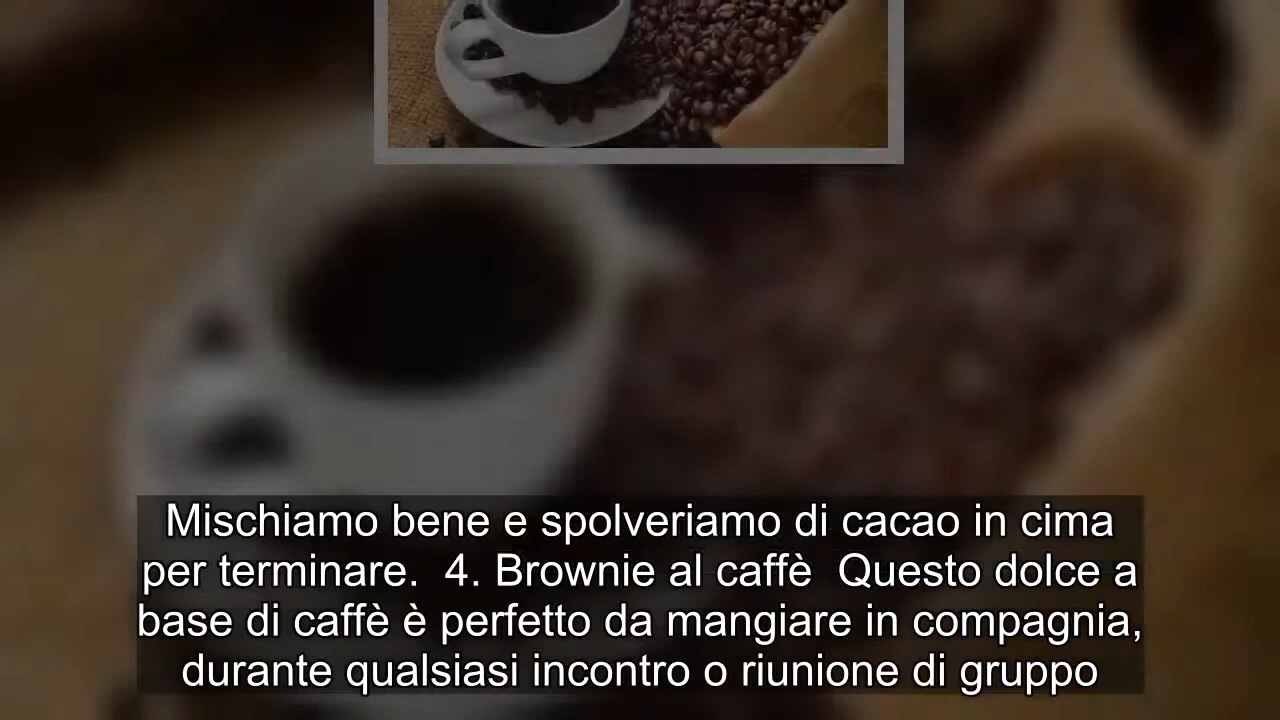 Mischiamo bene e spolveriamo di cacao in cima
per terminare.  4. Brownie al caffè  Questo dolce a
base di caffè è perfetto da mangiare in compagnia,
durante qualsiasi incontro o riunione di gruppo